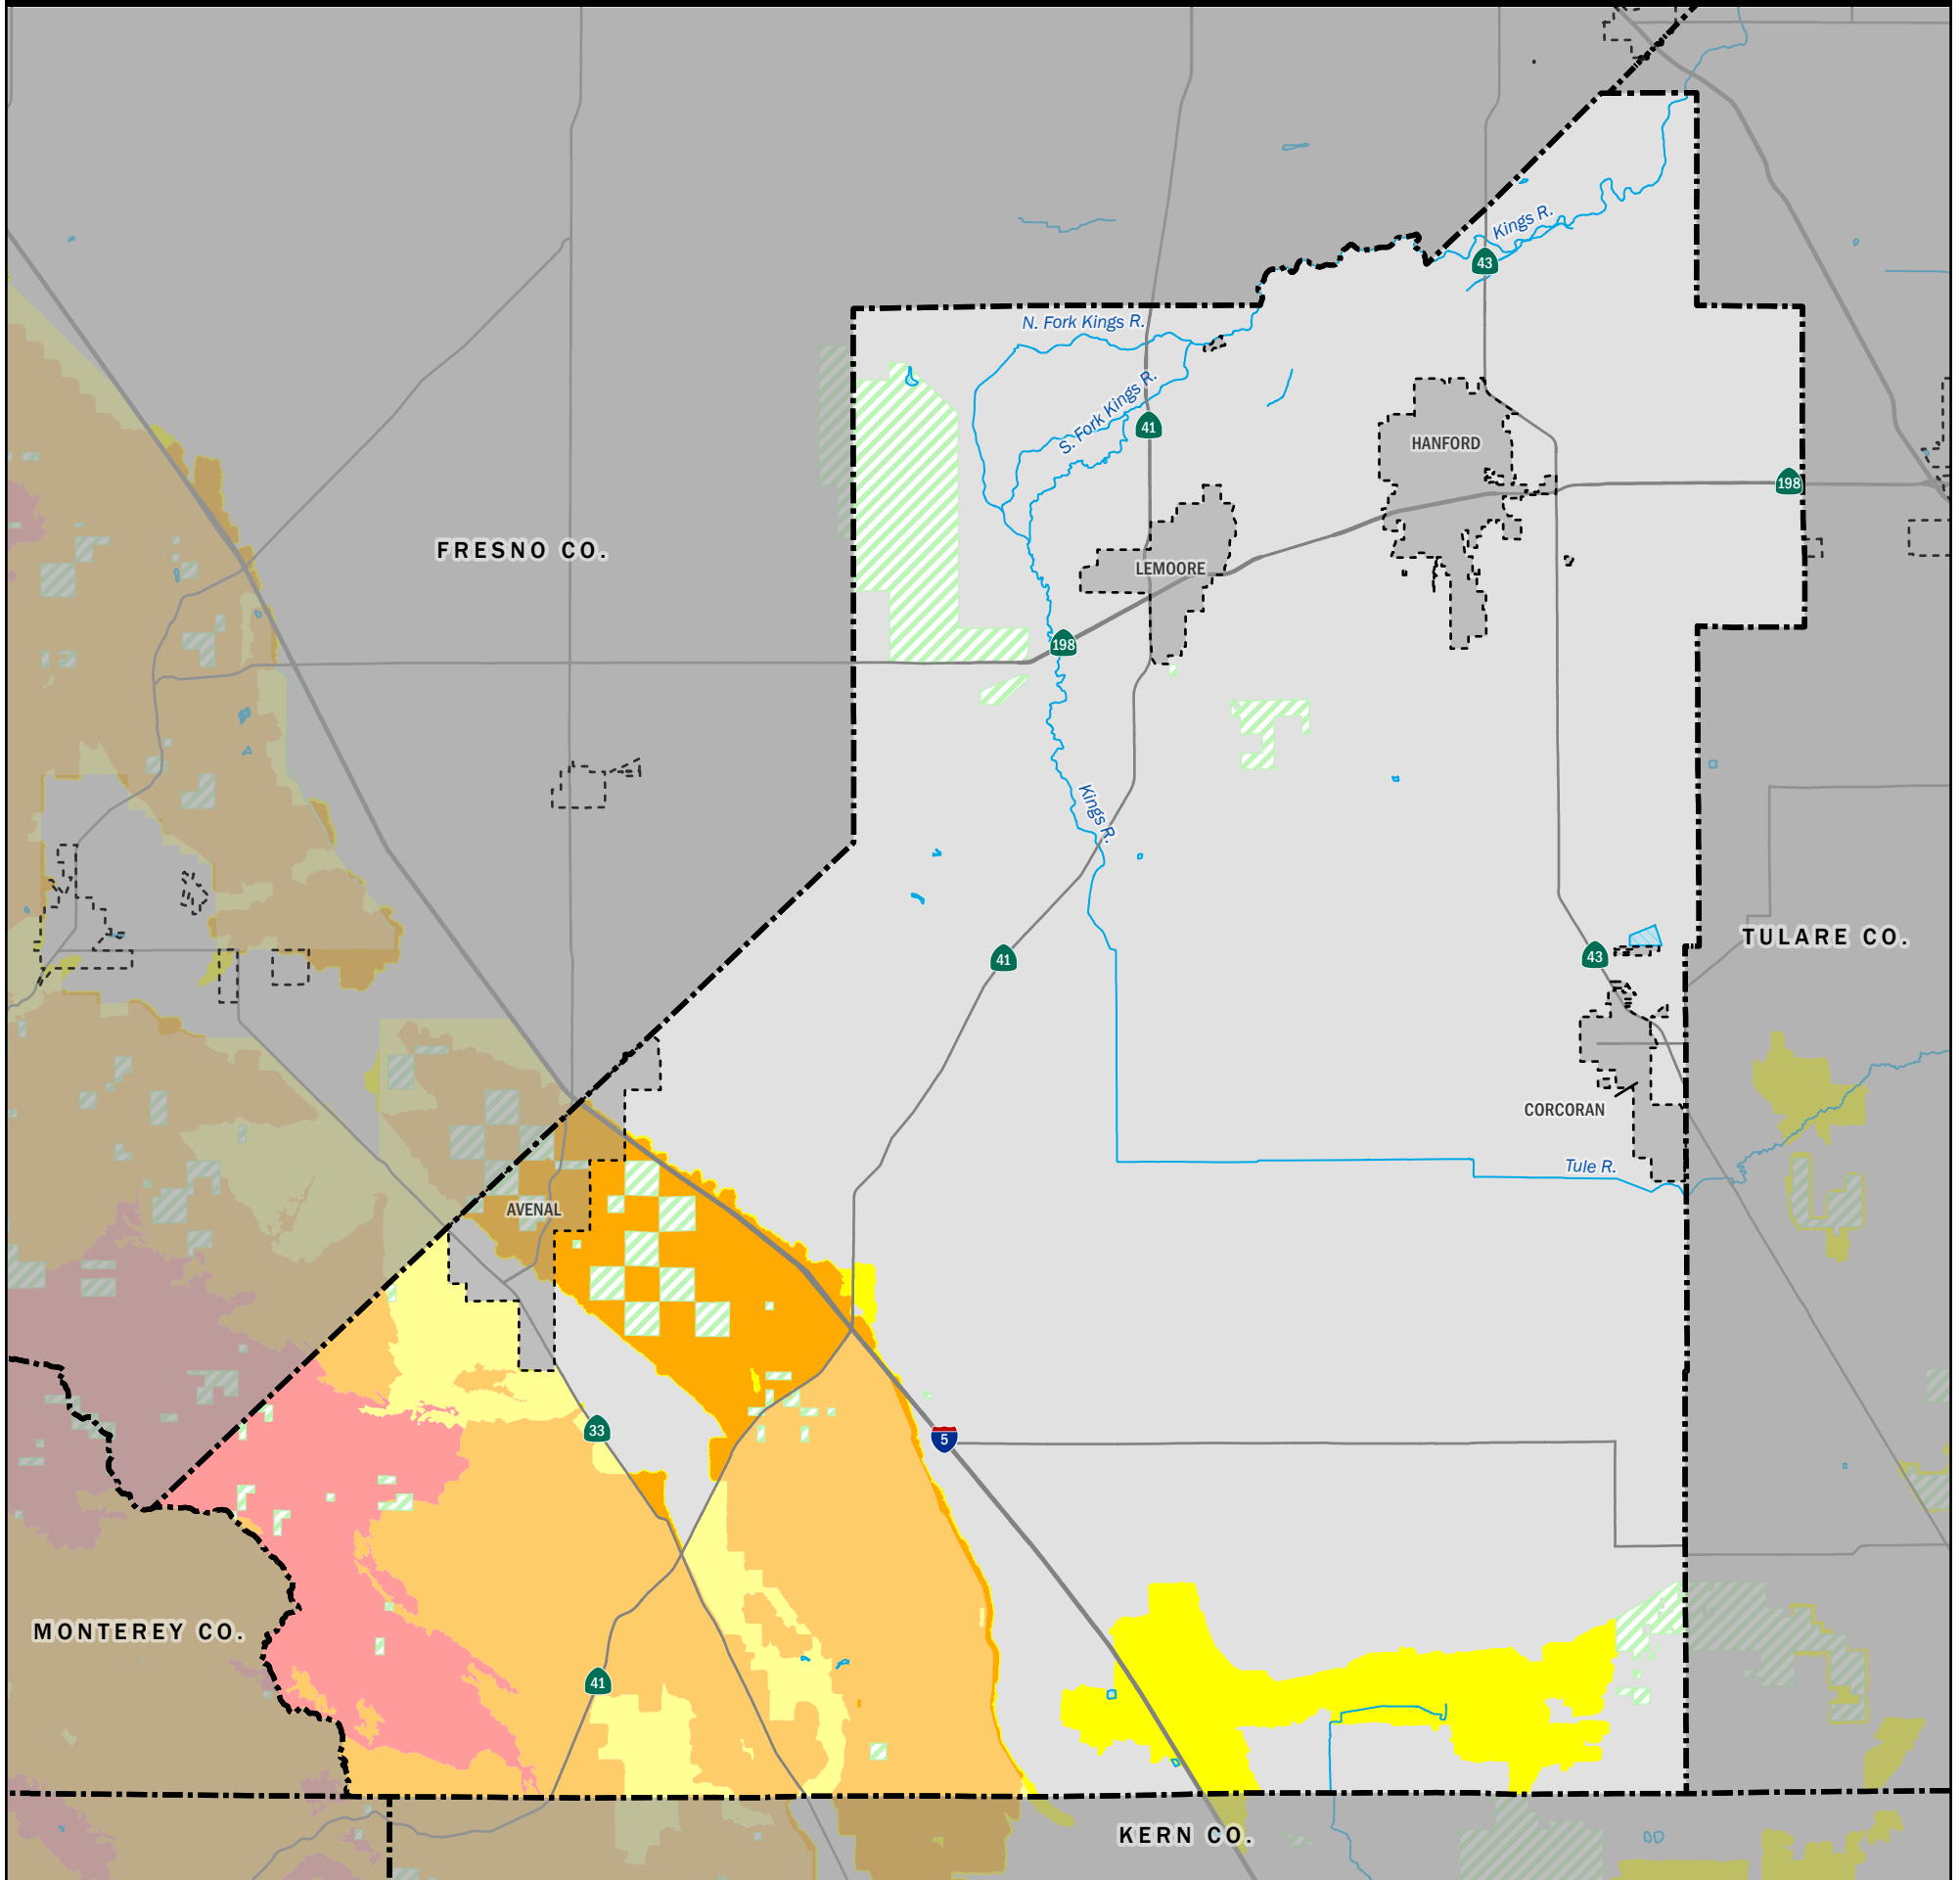 Kings R.
43
N. Fork Kings R.
S. Fork Kings R.
41
HANFORD
198
FRESNO CO.
LEMOORE
198
Kings R.
TULARE CO.
41
43
CORCORAN
Tule R.
AVENAL
33
5
MONTEREY CO.
41
KERN CO.